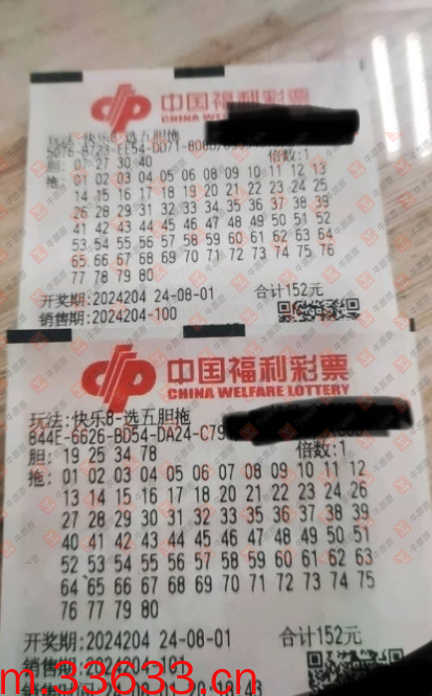 中国福利彩票
CHINA WELFARE LOTTERY
玩法:快乐8-选五胆拖
胆: 07 27 30 40
倍数:1
拖: 01 02 03 04 05 06 08 09 10 11 12 13
14 15 16 17 18 19 20 21 22 23 24 25
26 28 29 31 32 33 34 35 36 37 38 39
41 42 43 44 45 46 47 48 49 50 51 52
53 54 55 56 57 58 59 60 61 62 63 64
65 66 67 68 69 70 71 72 73 74 75 76
77 78 79 80
开奖期:2024204 24-08-01 合计152元
销售期:2024204-100
中国福利彩票
CHINA WELFARE LOTTERY
玩法:快乐8-选五胆拖
844E-6626-BD54-DA24-C79
胆: 19 25 34 78
倍数:1
拖: 01 02 03 04 05 06 07 08 09 10 11 12
13 14 15 16 17 18 20 21 22 23 24 26
27 28 29 30 31 32 33 35 36 37 38 39
40 41 42 43 44 45 46 47 48 49 50 51
52 53 54 55 56 57 58 59 60 61 62 63
64 65 66 67 68 69 70 71 72 73 74 75
76 77 79 80
开奖期:2024204 24-08-01 合计152元
销售期:2024204-101
m.33633.cn